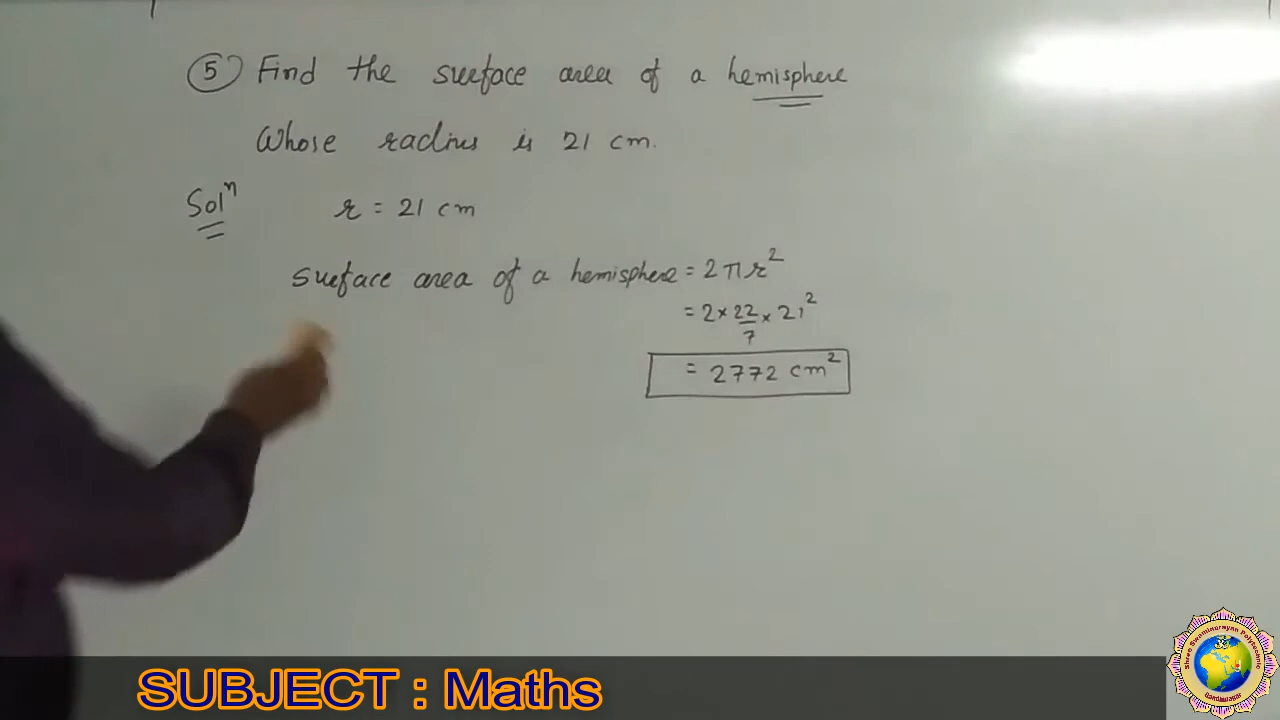 5 Find the surface area of a hemisphere
Whose radius is 21 cm.
Solⁿ r = 21 cm
Surface area of a hemisphere = 2πr²
= 2 × 22/7 × 21²
= 2772 cm²
SUBJECT : Maths